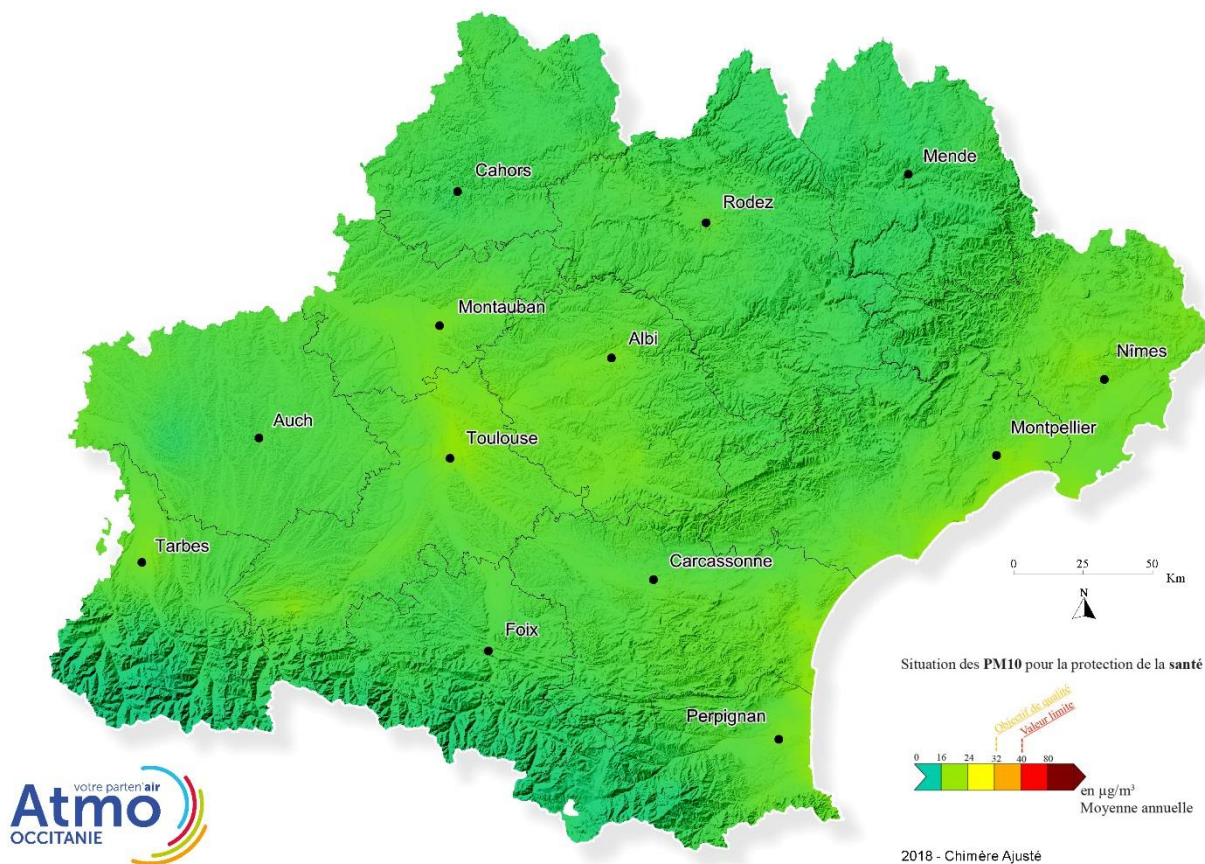 Cahors
Mende
Rodez
Montauban
Albi
Nîmes
Auch
Toulouse
Montpellier
Tarbes
Carcassonne
Foix
Perpignan
0 25 50
Km
N
Situation des PM10 pour la protection de la santé
Objectif de qualité
Valeur limite
0 16 24 32 40 80
en µg/m³
Moyenne annuelle
2018 - Chimère Ajusté
votre parten'air
Atmo
OCCITANIE